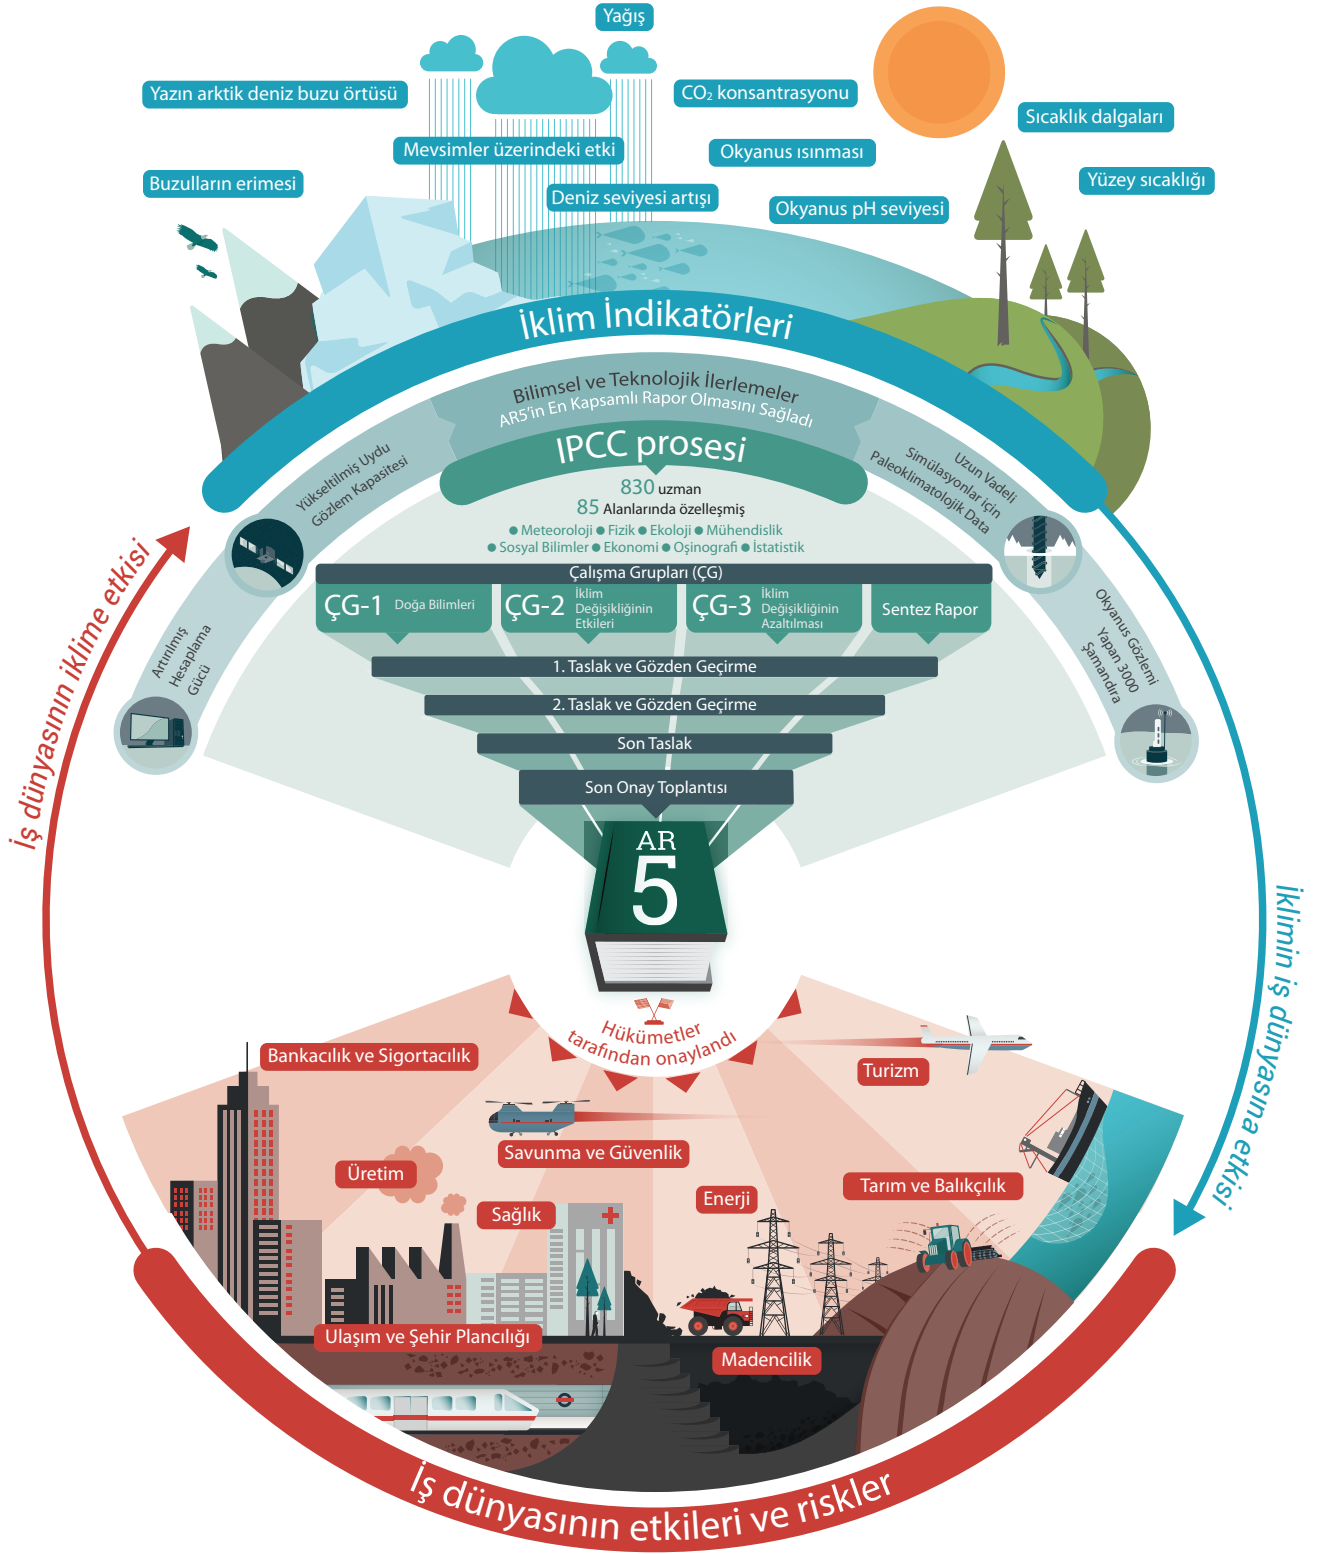 Yağış
Yazın arktik deniz buzu örtüsü
CO₂ konsantrasyonu
Sıcaklık dalgaları
Mevsimler üzerindeki etki
Okyanus ısınması
Buzulların erimesi
Yüzey sıcaklığı
Deniz seviyesi artışı
Okyanus pH seviyesi
İklim İndikatörleri
Bilimsel ve Teknolojik İlerlemeler
AR5'in En Kapsamlı Rapor Olmasını Sağladı
Yükseltilmiş Uydu
Gözlem Kapasitesi
Uzun Vadeli
Simülasyonlar için
Paleoklimatolojik Data
Artırılmış
Hesaplama
Gücü
Okyanus Gözlemi
Yapan 3000
Şamandıra
IPCC prosesi
830 uzman
85 Alanlarında özelleşmiş
● Meteoroloji ● Fizik ● Ekoloji ● Mühendislik
● Sosyal Bilimler ● Ekonomi ● Oşinografi ● İstatistik
Çalışma Grupları (ÇG)
ÇG-1 Doğa Bilimleri
ÇG-2 İklim
Değişikliğinin
Etkileri
ÇG-3 İklim
Değişikliğinin
Azaltılması
Sentez Rapor
1. Taslak ve Gözden Geçirme
2. Taslak ve Gözden Geçirme
Son Taslak
Son Onay Toplantısı
AR
5
Hükümetler
tarafından onaylandı
İş dünyasının iklime etkisi
İklimin iş dünyasına etkisi
Bankacılık ve Sigortacılık
Turizm
Savunma ve Güvenlik
Üretim
Tarım ve Balıkçılık
Enerji
Sağlık
Ulaşım ve Şehir Plancılığı
Madencilik
İş dünyasının etkileri ve riskler